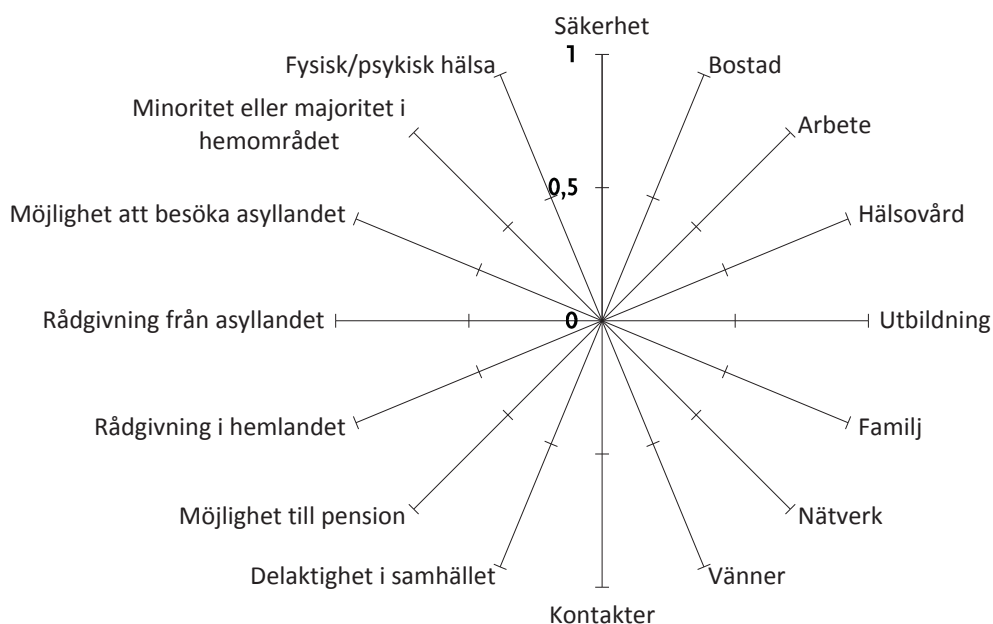 Säkerhet
1
Fysisk/psykisk hälsa
Bostad
Minoritet eller majoritet i
hemområdet
Arbete
0,5
Möjlighet att besöka asyllandet
Hälsovård
Rådgivning från asyllandet
0
Utbildning
Rådgivning i hemlandet
Familj
Möjlighet till pension
Nätverk
Delaktighet i samhället
Vänner
Kontakter